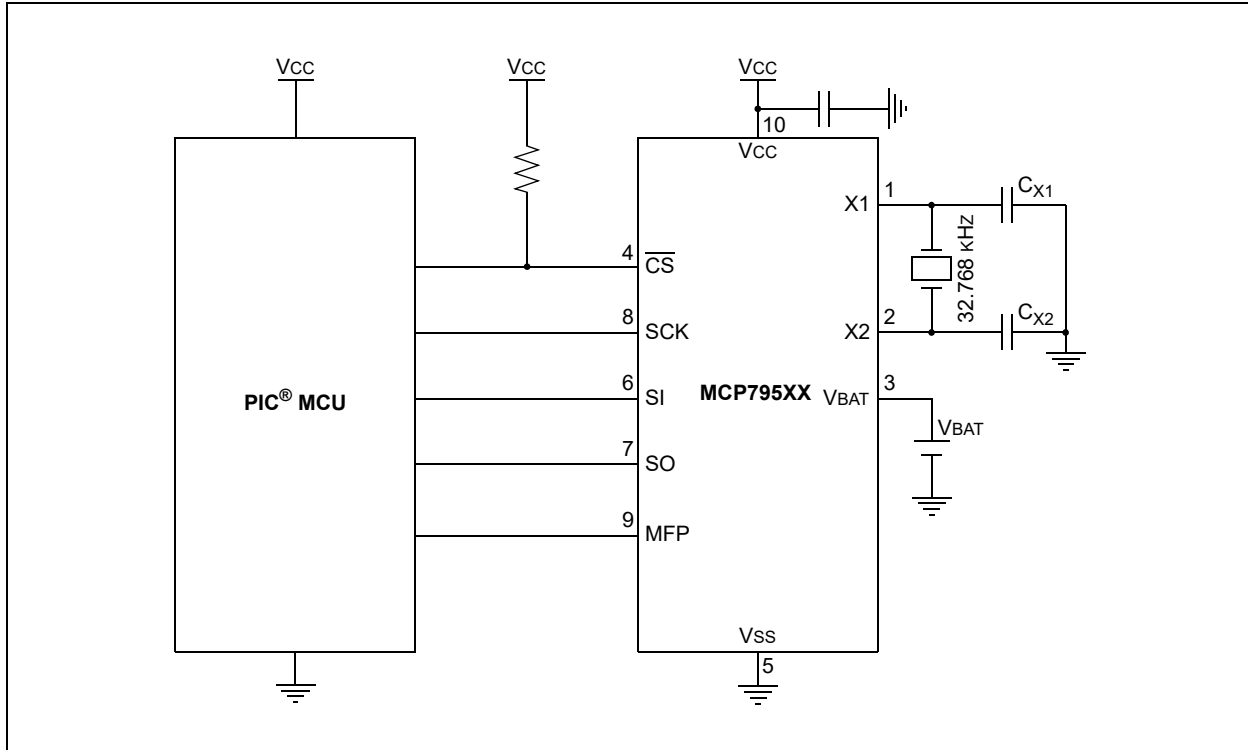 VCC
VCC
VCC
10
VCC
X1
1
CX1
32.768 KHZ
4
CS
8
SCK
X2
2
CX2
PIC® MCU
6
SI
MCP795XX
VBAT
3
VBAT
7
SO
9
MFP
VSS
5